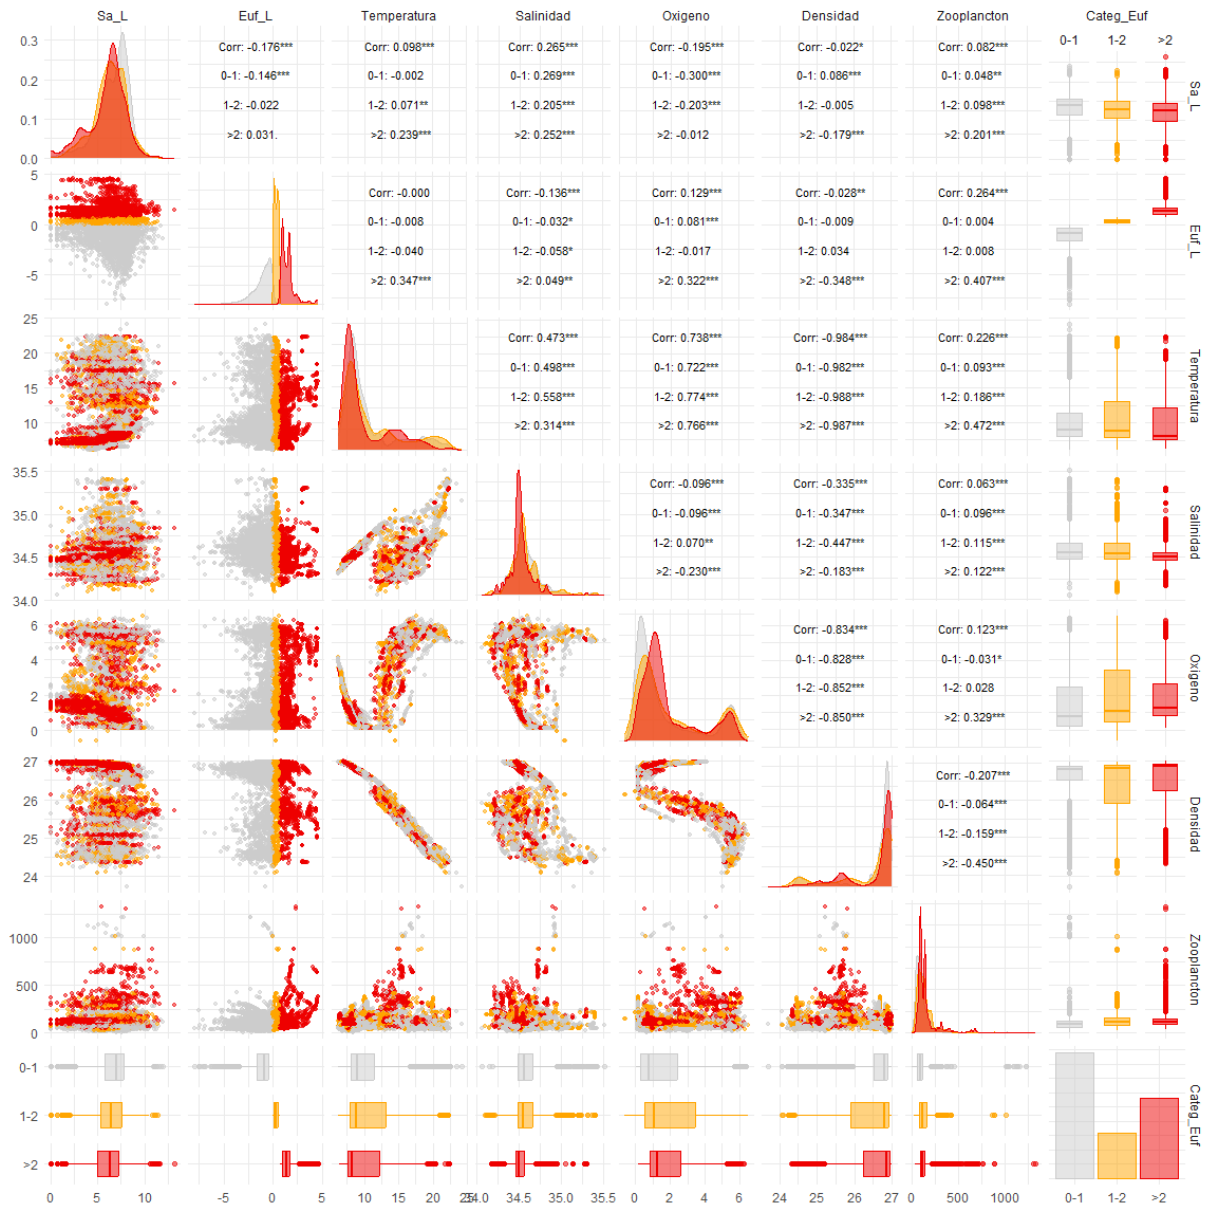 Sa_L Euf_L Temperatura Salinidad Oxigeno Densidad Zooplancton Categ_Euf
0-1 1-2 >2
0.3
0.2
0.1
0.0
Corr: -0.176*** Corr: 0.098*** Corr: 0.265*** Corr: -0.195*** Corr: -0.022* Corr: 0.082***
0-1: -0.146*** 0-1: -0.002 0-1: 0.269*** 0-1: -0.300*** 0-1: 0.086*** 0-1: 0.048**
1-2: -0.022 1-2: 0.071** 1-2: 0.205*** 1-2: -0.203*** 1-2: -0.005 1-2: 0.098***
>2: 0.031. >2: 0.239*** >2: 0.252*** >2: -0.012 >2: -0.179*** >2: 0.201***
Sa_L
5
0
-5
Corr: -0.000 Corr: -0.136*** Corr: 0.129*** Corr: -0.028** Corr: 0.264***
0-1: -0.008 0-1: -0.032* 0-1: 0.081*** 0-1: -0.009 0-1: 0.004
1-2: -0.040 1-2: -0.058* 1-2: -0.017 1-2: 0.034 1-2: 0.008
>2: 0.347*** >2: 0.049** >2: 0.322*** >2: -0.348*** >2: 0.407***
Euf_L
25
20
15
10
Corr: 0.473*** Corr: 0.738*** Corr: -0.984*** Corr: 0.226***
0-1: 0.498*** 0-1: 0.722*** 0-1: -0.982*** 0-1: 0.093***
1-2: 0.558*** 1-2: 0.774*** 1-2: -0.988*** 1-2: 0.186***
>2: 0.314*** >2: 0.766*** >2: -0.987*** >2: 0.472***
Temperatura
35.5
35.0
34.5
34.0
Corr: -0.096*** Corr: -0.335*** Corr: 0.063***
0-1: -0.096*** 0-1: -0.347*** 0-1: 0.096***
1-2: 0.070** 1-2: -0.447*** 1-2: 0.115***
>2: -0.230*** >2: -0.183*** >2: 0.122***
Salinidad
6
4
2
0
Corr: -0.834*** Corr: 0.123***
0-1: -0.828*** 0-1: -0.031*
1-2: -0.852*** 1-2: 0.028
>2: -0.850*** >2: 0.329***
Oxigeno
27
26
25
24
Corr: -0.207***
0-1: -0.064***
1-2: -0.159***
>2: -0.450***
Densidad
1000
500
0
Zooplancton
0-1
1-2
>2
Categ_Euf
0 5 10 -5 0 5 10 15 20 25 34.0 34.5 35.0 35.5 0 2 4 6 24 25 26 27 0 500 1000 0-1 1-2 >2